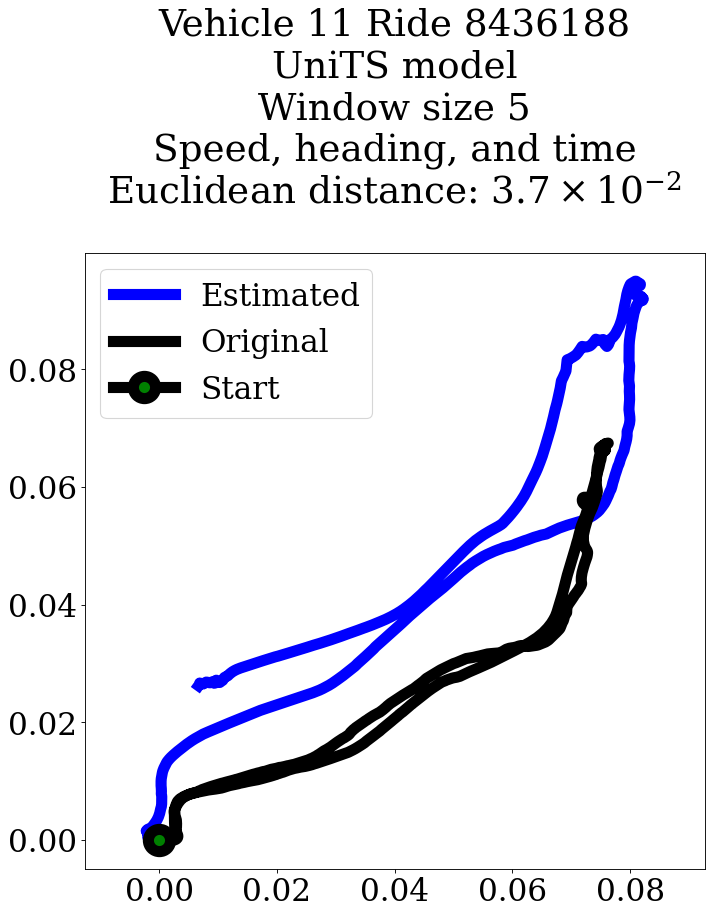 Vehicle 11 Ride 8436188
UniTS model
Window size 5
Speed, heading, and time
Euclidean distance: 3.7 × 10⁻²
Estimated
Original
Start
0.08
0.06
0.04
0.02
0.00
0.00 0.02 0.04 0.06 0.08